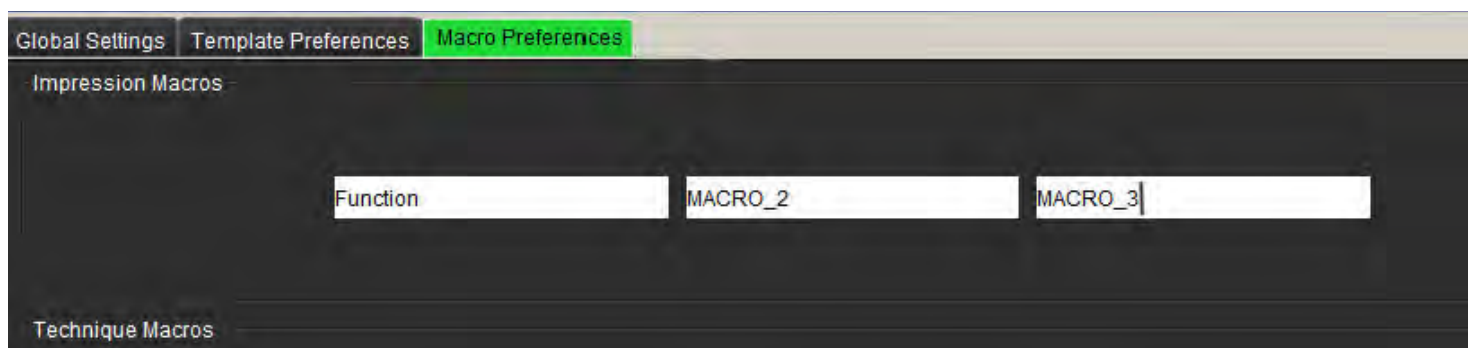 Global Settings Template Preferences Macro Preferences
Impression Macros
Function MACRO_2 MACRO_3
Technique Macros